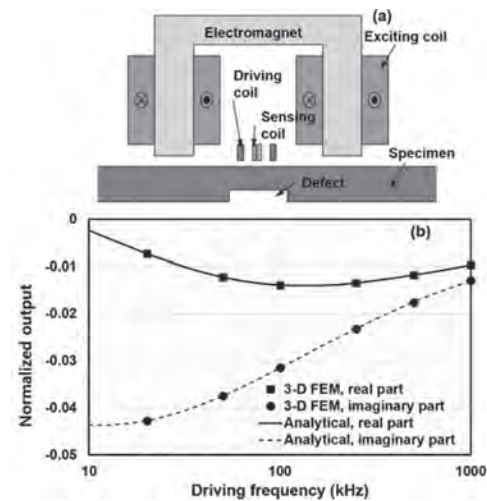 (a)
Electromagnet
Exciting coil
Driving
coil
Sensing
coil
Specimen
Defect
(b)
0
-0.01
-0.02
-0.03
-0.04
-0.05
Normalized output
3-D FEM, real part
3-D FEM, imaginary part
Analytical, real part
Analytical, imaginary part
10
100
1000
Driving frequency (kHz)